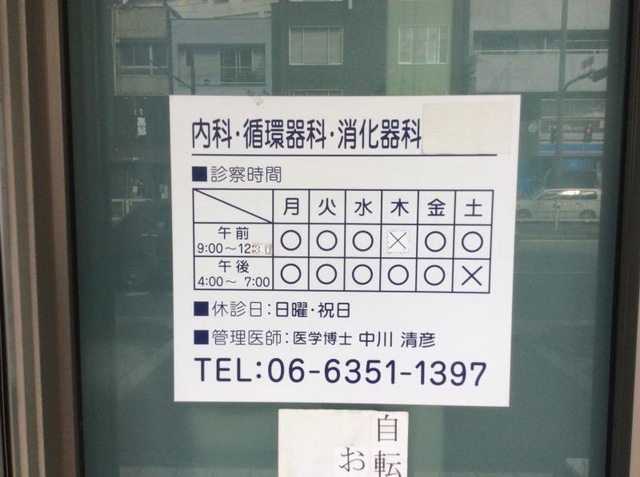 内科・循環器科・消化器科
■診察時間
月 火 水 木 金 土
午前 9:00～12:30 ○ ○ ○ × ○ ○
午後 4:00～7:00 ○ ○ ○ ○ ○ ×
■休診日:日曜・祝日
■管理医師:医学博士 中川 清彦
TEL:06-6351-1397
自転
お